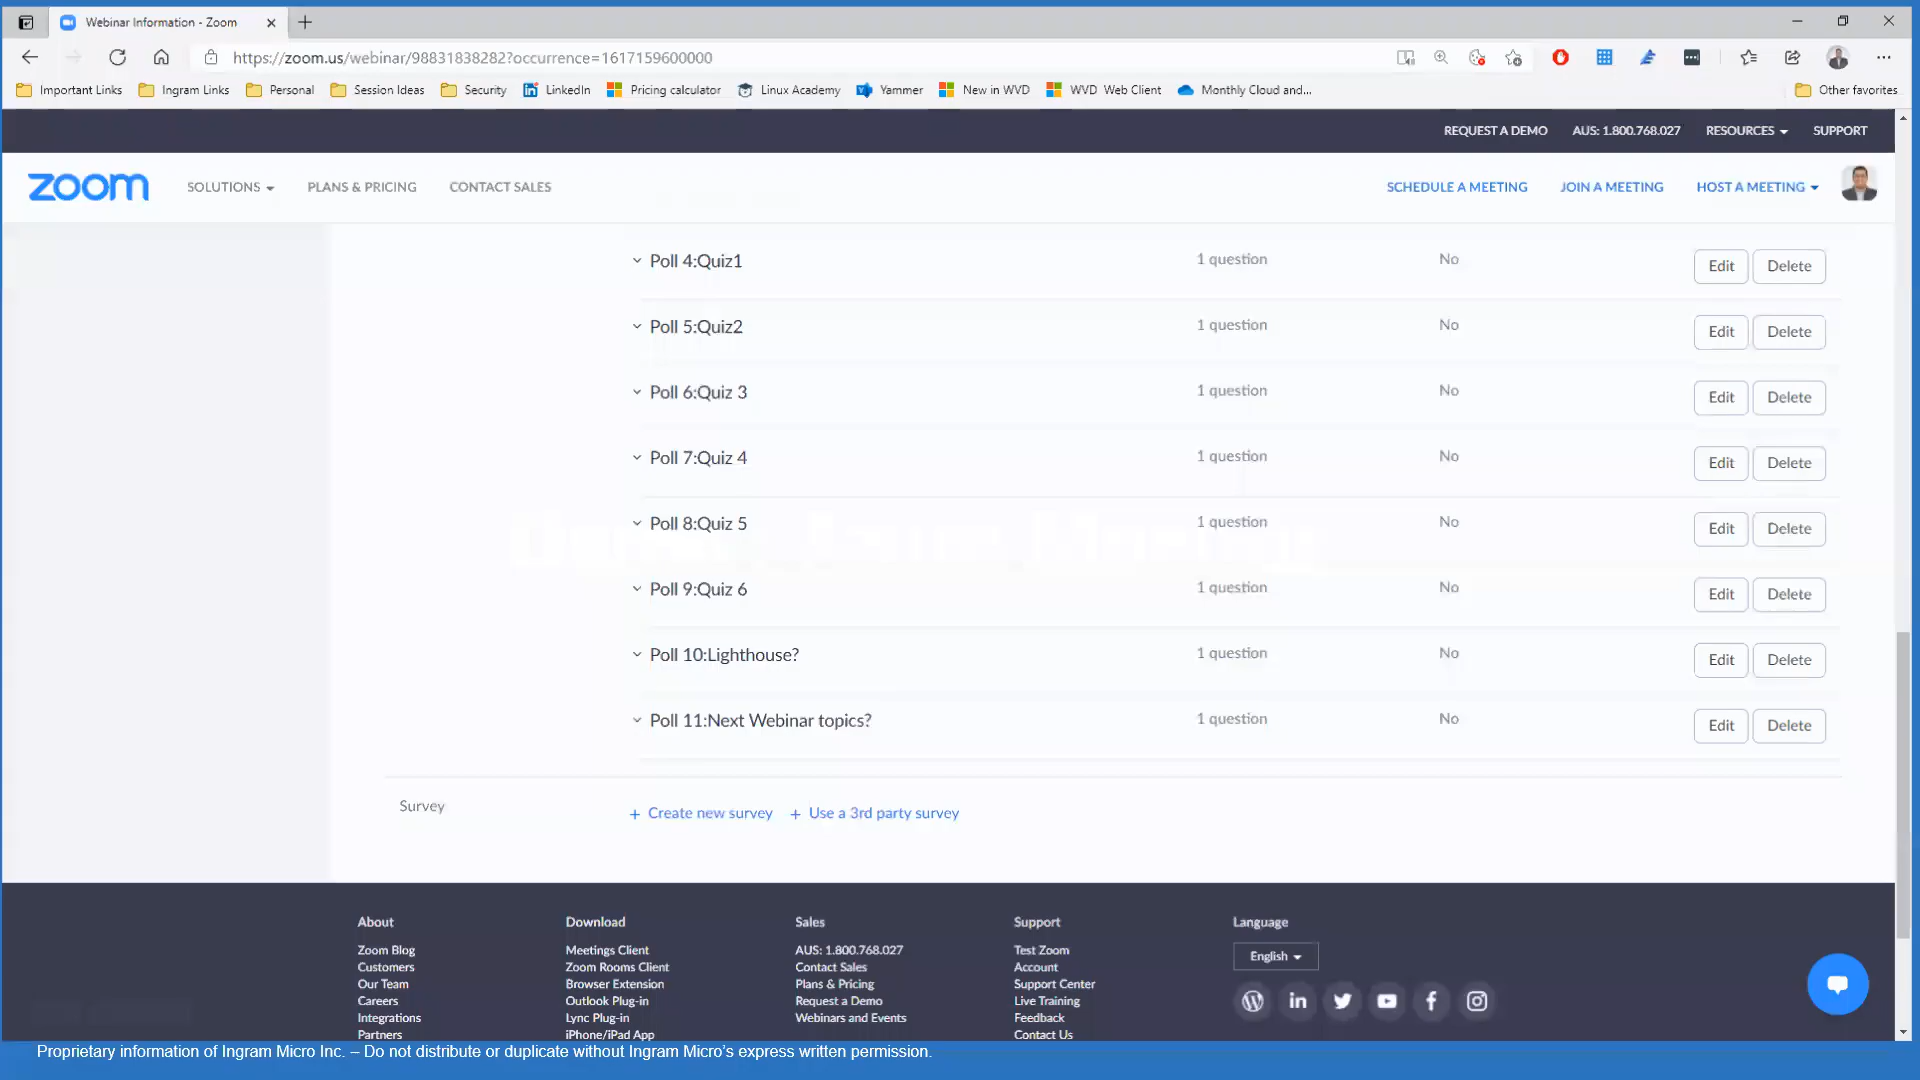 Webinar Information - Zoom
https://zoom.us/webinar/98831838282?occurrence=1617159600000
Important Links Ingram Links Personal Session Ideas Security LinkedIn Pricing calculator Linux Academy Yammer New in WVD WVD Web Client Monthly Cloud and... Other favorites
REQUEST A DEMO AUS: 1.800.768.027 RESOURCES SUPPORT
zoom SOLUTIONS PLANS & PRICING CONTACT SALES SCHEDULE A MEETING JOIN A MEETING HOST A MEETING
Poll 4:Quiz1 1 question No Edit Delete
Poll 5:Quiz2 1 question No Edit Delete
Poll 6:Quiz 3 1 question No Edit Delete
Poll 7:Quiz 4 1 question No Edit Delete
Poll 8:Quiz 5 1 question No Edit Delete
Poll 9:Quiz 6 1 question No Edit Delete
Poll 10:Lighthouse? 1 question No Edit Delete
Poll 11:Next Webinar topics? 1 question No Edit Delete
Survey + Create new survey + Use a 3rd party survey
About Download Sales Support Language
Zoom Blog Meetings Client AUS: 1.800.768.027 Test Zoom English
Customers Zoom Rooms Client Contact Sales Account
Our Team Browser Extension Plans & Pricing Support Center
Careers Outlook Plug-in Request a Demo Live Training
Integrations Lync Plug-in Webinars and Events Feedback
Partners iPhone/iPad App Contact Us
Proprietary information of Ingram Micro Inc. – Do not distribute or duplicate without Ingram Micro's express written permission.